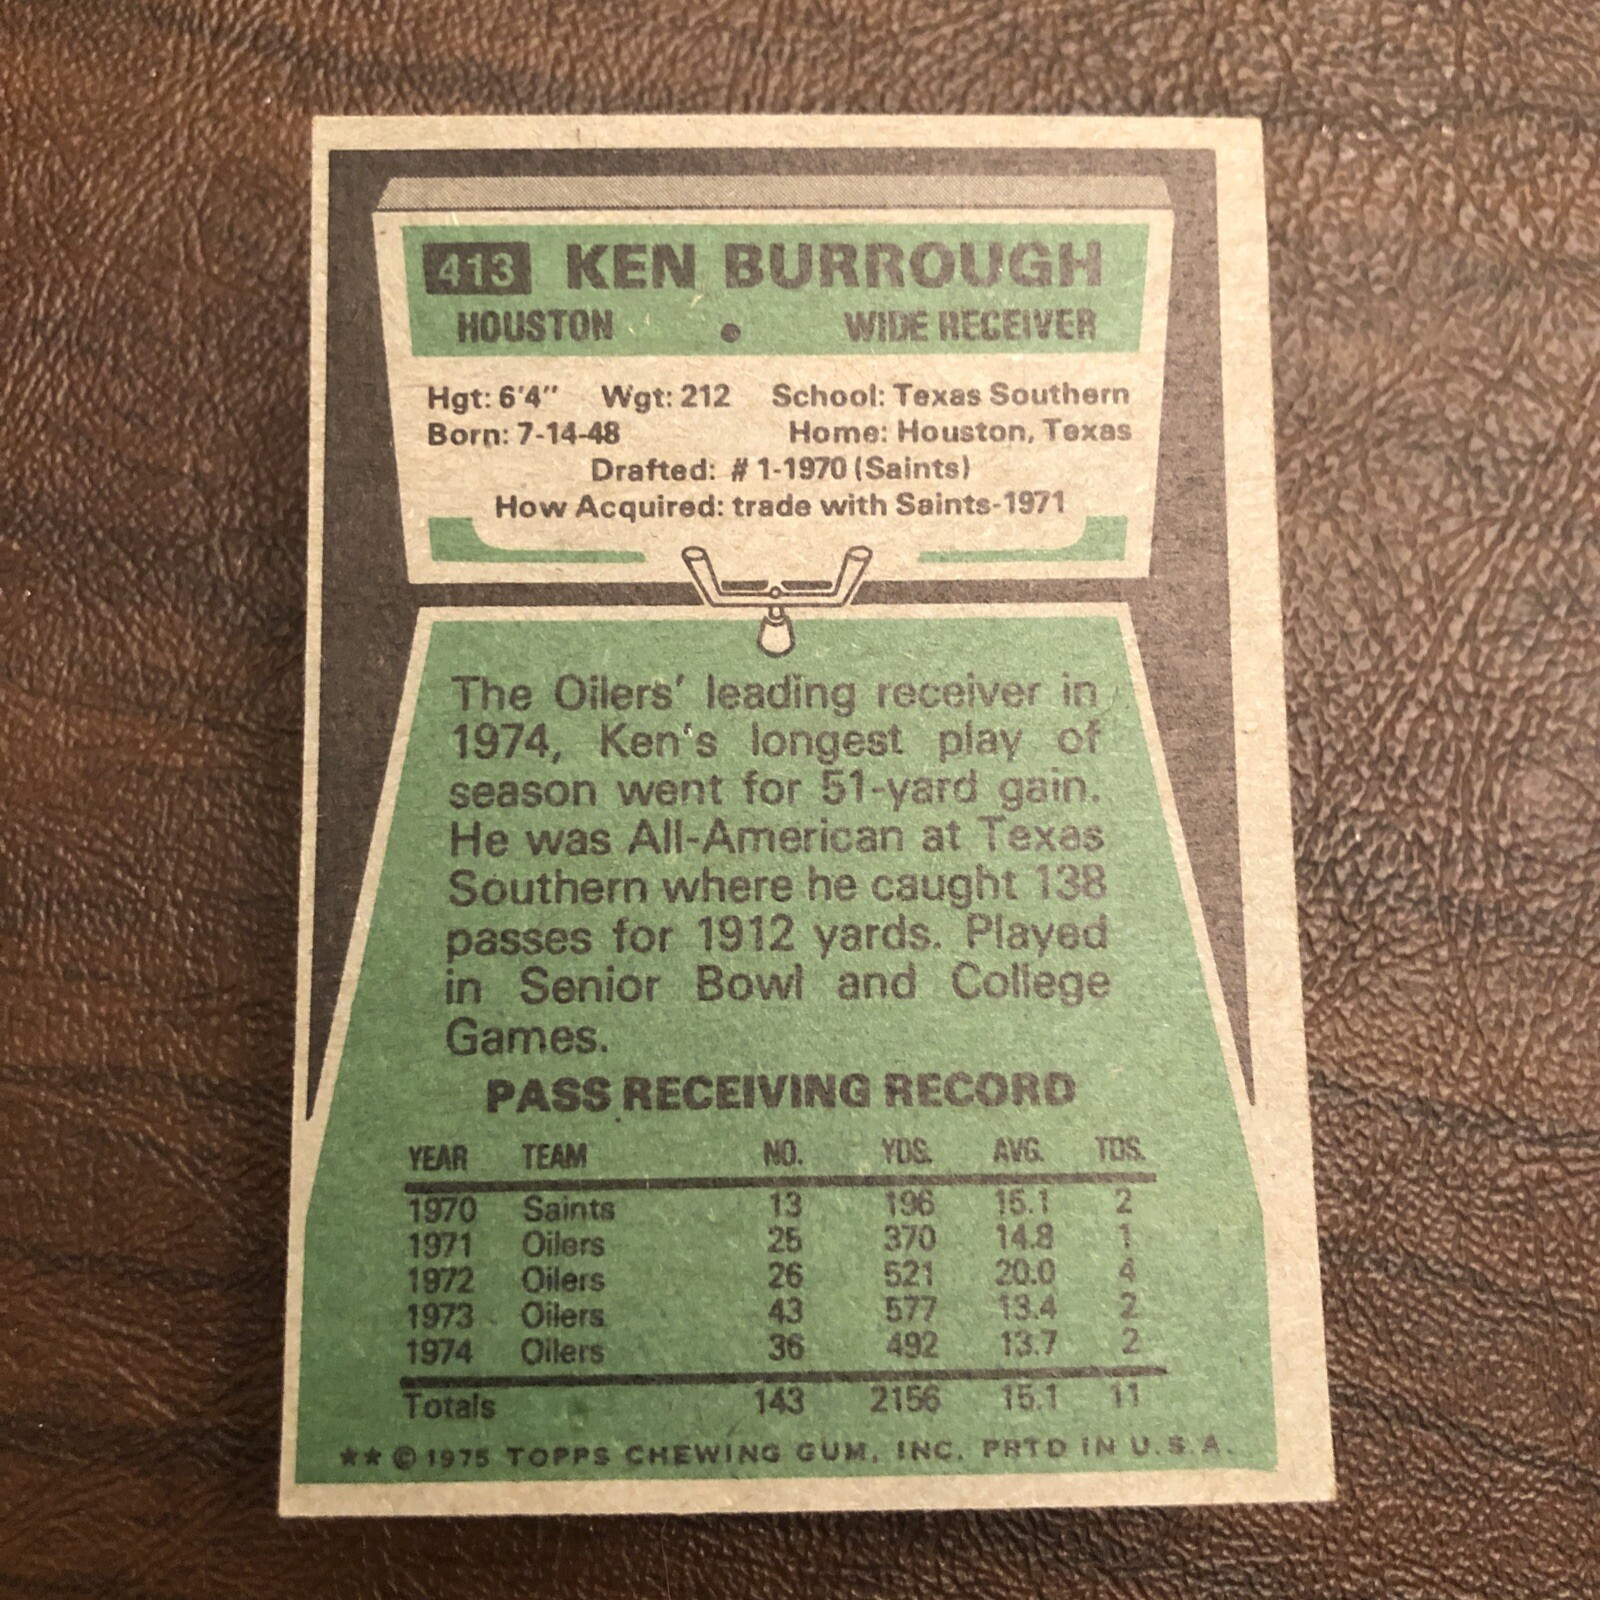 413 KEN BURROUGH
HOUSTON • WIDE RECEIVER
Hgt: 6'4" Wgt: 212 School: Texas Southern
Born: 7-14-48 Home: Houston, Texas
Drafted: # 1-1970 (Saints)
How Acquired: trade with Saints-1971
The Oilers' leading receiver in
1974, Ken's longest play of
season went for 51-yard gain.
He was All-American at Texas
Southern where he caught 138
passes for 1912 yards. Played
in Senior Bowl and College
Games.
PASS RECEIVING RECORD
YEAR TEAM NO. YDS. AVG. TDS.
1970 Saints 13 196 15.1 2
1971 Oilers 25 370 14.8 1
1972 Oilers 26 521 20.0 4
1973 Oilers 43 577 13.4 2
1974 Oilers 36 492 13.7 2
Totals 143 2156 15.1 11
★★ © 1975 TOPPS CHEWING GUM, INC. PRTD IN U.S.A.